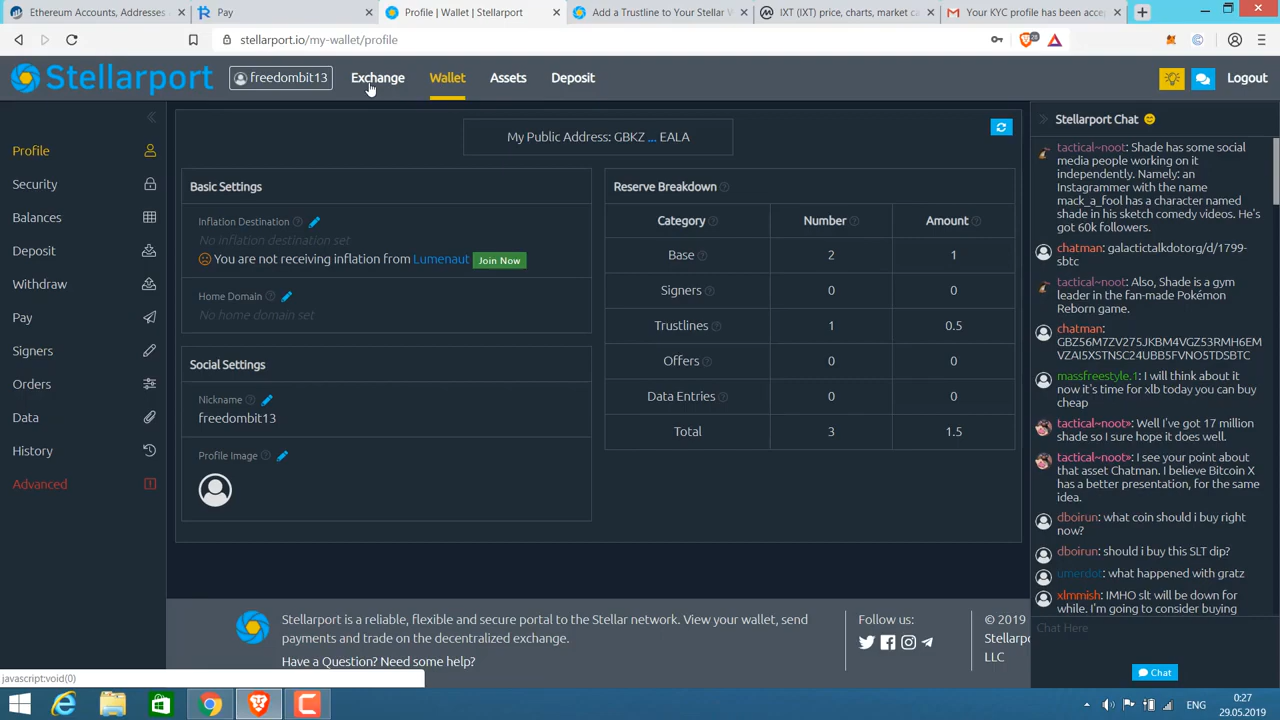 Ethereum Accounts, Addresses
Pay
Profile | Wallet | Stellarport
Add a Trustline to Your Stellar W
IXT (IXT) price, charts, market ca
Your KYC profile has been accep
stellarport.io/my-wallet/profile
28
Stellarport
freedombit13
Exchange
Wallet
Assets
Deposit
Logout
Profile
Security
Balances
Deposit
Withdraw
Pay
Signers
Orders
Data
History
Advanced
My Public Address: GBKZ ... EALA
Basic Settings
Inflation Destination
No inflation destination set
You are not receiving inflation from Lumenaut Join Now
Home Domain
No home domain set
Social Settings
Nickname
freedombit13
Profile Image
Reserve Breakdown
Category Number Amount
Base 2 1
Signers 0 0
Trustlines 1 0.5
Offers 0 0
Data Entries 0 0
Total 3 1.5
Stellarport Chat
tactical~noot: Shade has some social
media people working on it
independently. Namely: an
Instagrammer with the name
mack_a_fool has a character named
shade in his sketch comedy videos. He's
got 60k followers.
chatman: galactictalkdotorg/d/1799-
sbtc
tactical~noot: Also, Shade is a gym
leader in the fan-made Pokémon
Reborn game.
chatman:
GBZ56M7ZV275JKBM4VGZ53RMH6EM
VZAI5XSTNSC24UBB5FVNO5TDSBTC
massfreestyle.1: I will think about it
now it's time for xlb today you can buy
cheap
tactical~noot»: Well I've got 17 million
shade so I sure hope it does well.
tactical~noot»: I see your point about
that asset Chatman. I believe Bitcoin X
has a better presentation, for the same
idea.
dboirun: what coin should i buy right
now?
dboirun: should i buy this SLT dip?
umerdot: what happened with gratz
xlmmish: IMHO slt will be down for
while. I'm going to consider buying
Chat Here
Chat
Stellarport is a reliable, flexible and secure portal to the Stellar network. View your wallet, send
payments and trade on the decentralized exchange.
Have a Question? Need some help?
Follow us:
© 2019
Stellarport
LLC
javascript:void(0)
ENG
0:27
29.05.2019